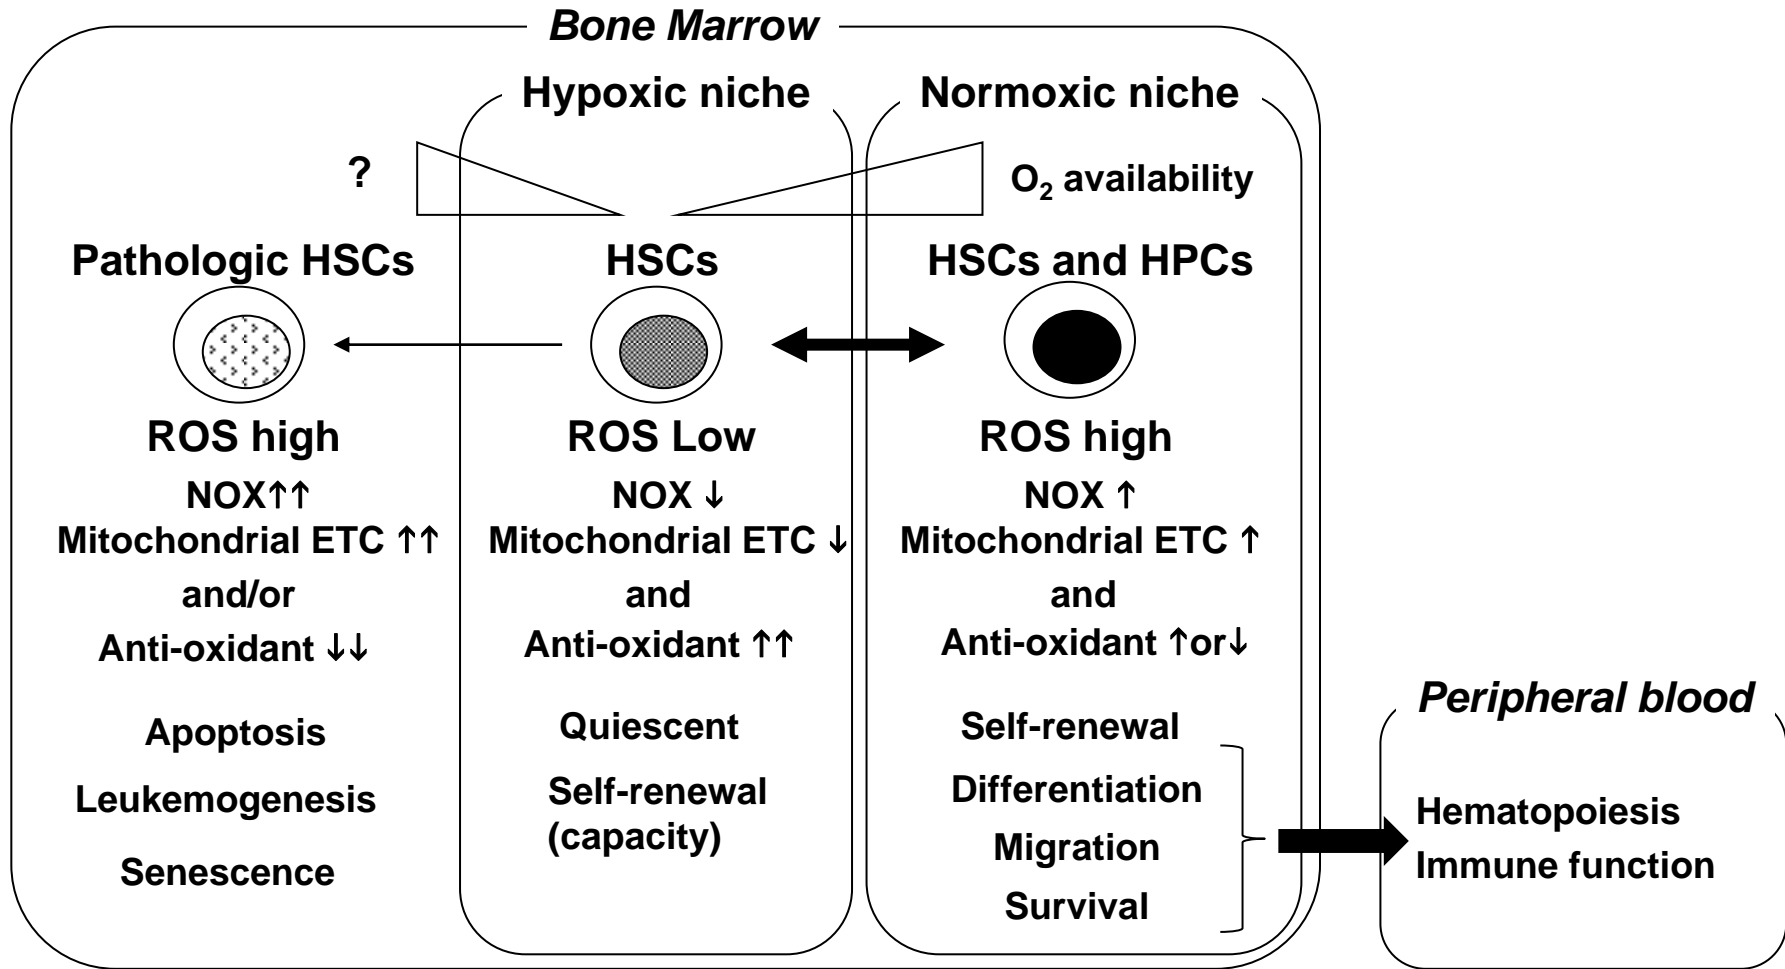 Bone Marrow
Hypoxic niche
Normoxic niche
?
O₂ availability
Pathologic HSCs
HSCs
HSCs and HPCs
ROS high
ROS Low
ROS high
NOX↑↑
Mitochondrial ETC ↑↑
and/or
Anti-oxidant ↓↓
NOX ↓
Mitochondrial ETC ↓
and
Anti-oxidant ↑↑
NOX ↑
Mitochondrial ETC ↑
and
Anti-oxidant ↑or↓
Apoptosis
Leukemogenesis
Senescence
Quiescent
Self-renewal
(capacity)
Self-renewal
Differentiation
Migration
Survival
Peripheral blood
Hematopoiesis
Immune function